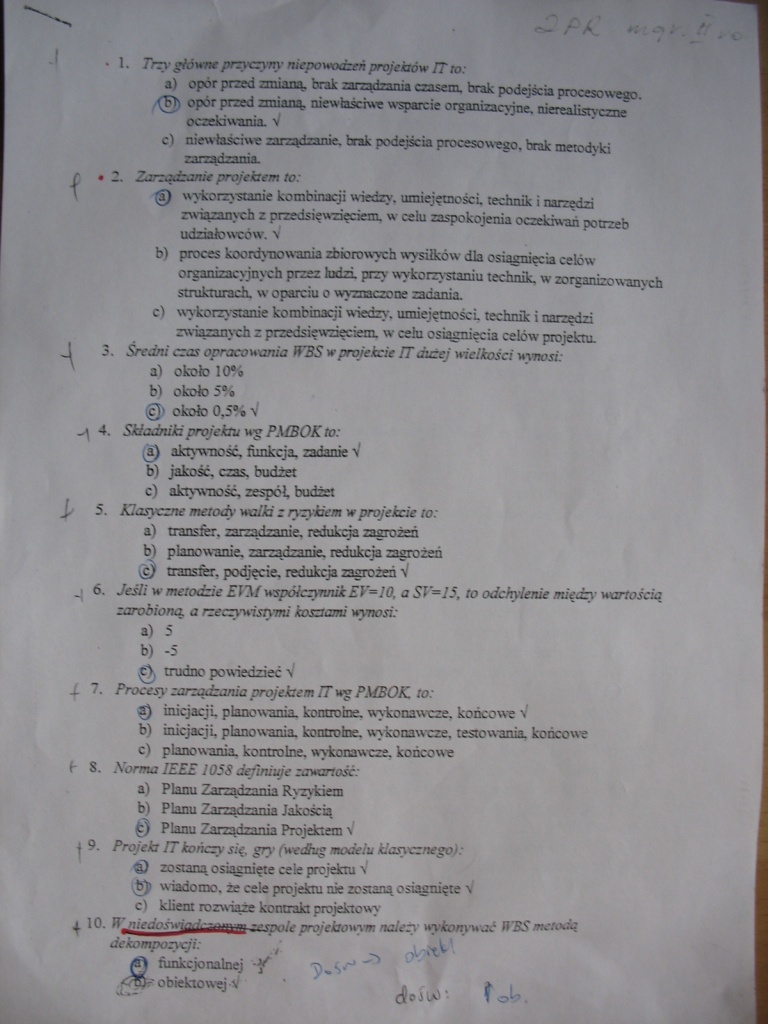 2PR mgr. II ro
1. Trzy główne przyczyny niepowodzeń projektów IT to:
a) opór przed zmianą, brak zarządzania czasem, brak podejścia procesowego.
b) opór przed zmianą, niewłaściwe wsparcie organizacyjne, nierealistyczne
oczekiwania. √
c) niewłaściwe zarządzanie, brak podejścia procesowego, brak metodyki
zarządzania.
2. Zarządzanie projektem to:
a) wykorzystanie kombinacji wiedzy, umiejętności, technik i narzędzi
związanych z przedsięwzięciem, w celu zaspokojenia oczekiwań potrzeb
udziałowców. √
b) proces koordynowania zbiorowych wysiłków dla osiągnięcia celów
organizacyjnych przez ludzi, przy wykorzystaniu technik, w zorganizowanych
strukturach, w oparciu o wyznaczone zadania.
c) wykorzystanie kombinacji wiedzy, umiejętności, technik i narzędzi
związanych z przedsięwzięciem, w celu osiągnięcia celów projektu.
3. Średni czas opracowania WBS w projekcie IT dużej wielkości wynosi:
a) około 10%
b) około 5%
c) około 0,5% √
4. Składniki projektu wg PMBOK to:
a) aktywność, funkcja, zadanie √
b) jakość, czas, budżet
c) aktywność, zespół, budżet
5. Klasyczne metody walki z ryzykiem w projekcie to:
a) transfer, zarządzanie, redukcja zagrożeń
b) planowanie, zarządzanie, redukcja zagrożeń
c) transfer, podjęcie, redukcja zagrożeń √
6. Jeśli w metodzie EVM współczynnik EV=10, a SV=15, to odchylenie między wartością
zarobioną, a rzeczywistymi kosztami wynosi:
a) 5
b) -5
c) trudno powiedzieć √
7. Procesy zarządzania projektem IT wg PMBOK, to:
a) inicjacji, planowania, kontrolne, wykonawcze, końcowe √
b) inicjacji, planowania, kontrolne, wykonawcze, testowania, końcowe
c) planowania, kontrolne, wykonawcze, końcowe
8. Norma IEEE 1058 definiuje zawartość:
a) Planu Zarządzania Ryzykiem
b) Planu Zarządzania Jakością
c) Planu Zarządzania Projektem √
9. Projekt IT kończy się, gry (według modelu klasycznego):
a) zostaną osiągnięte cele projektu √
b) wiadomo, że cele projektu nie zostaną osiągnięte √
c) klient rozwiąże kontrakt projektowy
10. W niedoświadczonym zespole projektowym należy wykonywać WBS metodą
dekompozycji:
a) funkcjonalnej
b) obiektowej √
dośw: ob.